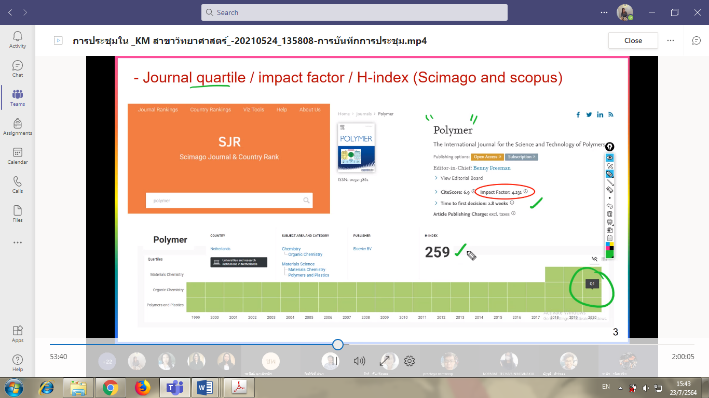 Search
Activity
Chat
Teams
Assignments
Calendar
Calls
Files
Apps
Help
การประชุมใน _KM สาขาวิทยาศาสตร์_-20210524_135808-การบันทึกการประชุม.mp4
Close
- Journal quartile / impact factor / H-index (Scimago and scopus)
Journal Rankings Country Rankings Viz Tools Help About Us
SJR
Scimago Journal & Country Rank
polymer
Home Journals Polymer
POLYMER
" "
Polymer
The International Journal for the Science and Technology of Polymers
Publishing options: Open Access Subscription
Editor-in-Chief: Benny Freeman
View Editorial Board
CiteScore: 6.9 Impact Factor: 4.231
Time to first decision: 2.8 weeks
Article Publishing Charge: excl. taxes
Polymer
COUNTRY
Netherlands
SUBJECT AREA AND CATEGORY
Chemistry
Organic Chemistry
Materials Science
Materials Chemistry
Polymers and Plastics
PUBLISHER
Elsevier BV
H-INDEX
259
Quartiles
Materials Chemistry
Organic Chemistry
Polymers and Plastics
Q1
1999 2000 2001 2002 2003 2004 2005 2006 2007 2008 2009 2010 2011 2012 2013 2014 2015 2016 2017 2018 2019 2020
3
53:40
2:00:05
EN
15:43
23/7/2564